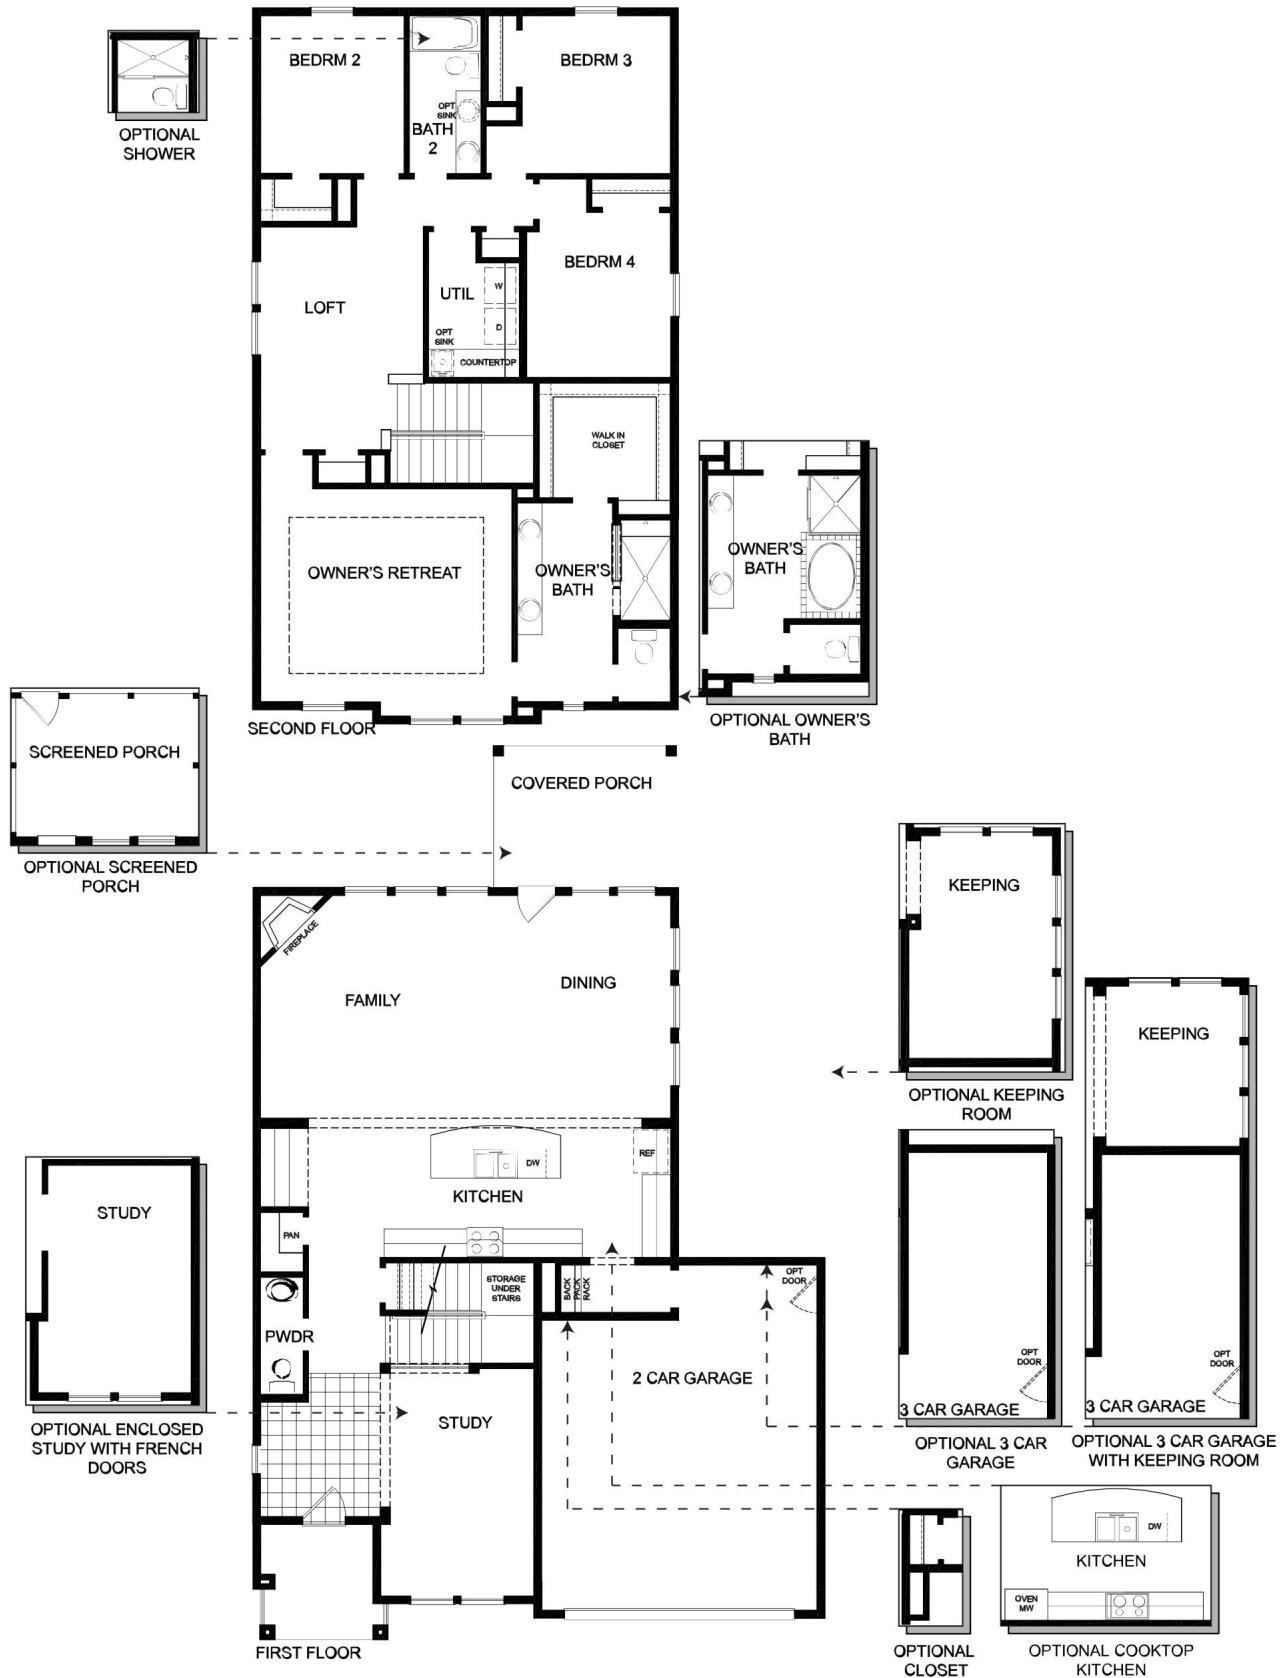 BEDRM 2
BEDRM 3
OPT
SINK
BATH
2
OPTIONAL
SHOWER
BEDRM 4
LOFT
UTIL
W
D
OPT
SINK
COUNTERTOP
WALK IN
CLOSET
OWNER'S RETREAT
OWNER'S
BATH
OWNER'S
BATH
SECOND FLOOR
OPTIONAL OWNER'S
BATH
SCREENED PORCH
OPTIONAL SCREENED
PORCH
COVERED PORCH
FIREPLACE
FAMILY
DINING
KEEPING
OPTIONAL KEEPING
ROOM
KEEPING
DW
REF
KITCHEN
PAN
STUDY
STORAGE
UNDER
STAIRS
BACK
PACK
RACK
OPT
DOOR
PWDR
2 CAR GARAGE
STUDY
OPTIONAL ENCLOSED
STUDY WITH FRENCH
DOORS
OPT
DOOR
3 CAR GARAGE
OPTIONAL 3 CAR
GARAGE
OPT
DOOR
3 CAR GARAGE
OPTIONAL 3 CAR GARAGE
WITH KEEPING ROOM
DW
KITCHEN
OVEN
MW
FIRST FLOOR
OPTIONAL
CLOSET
OPTIONAL COOKTOP
KITCHEN